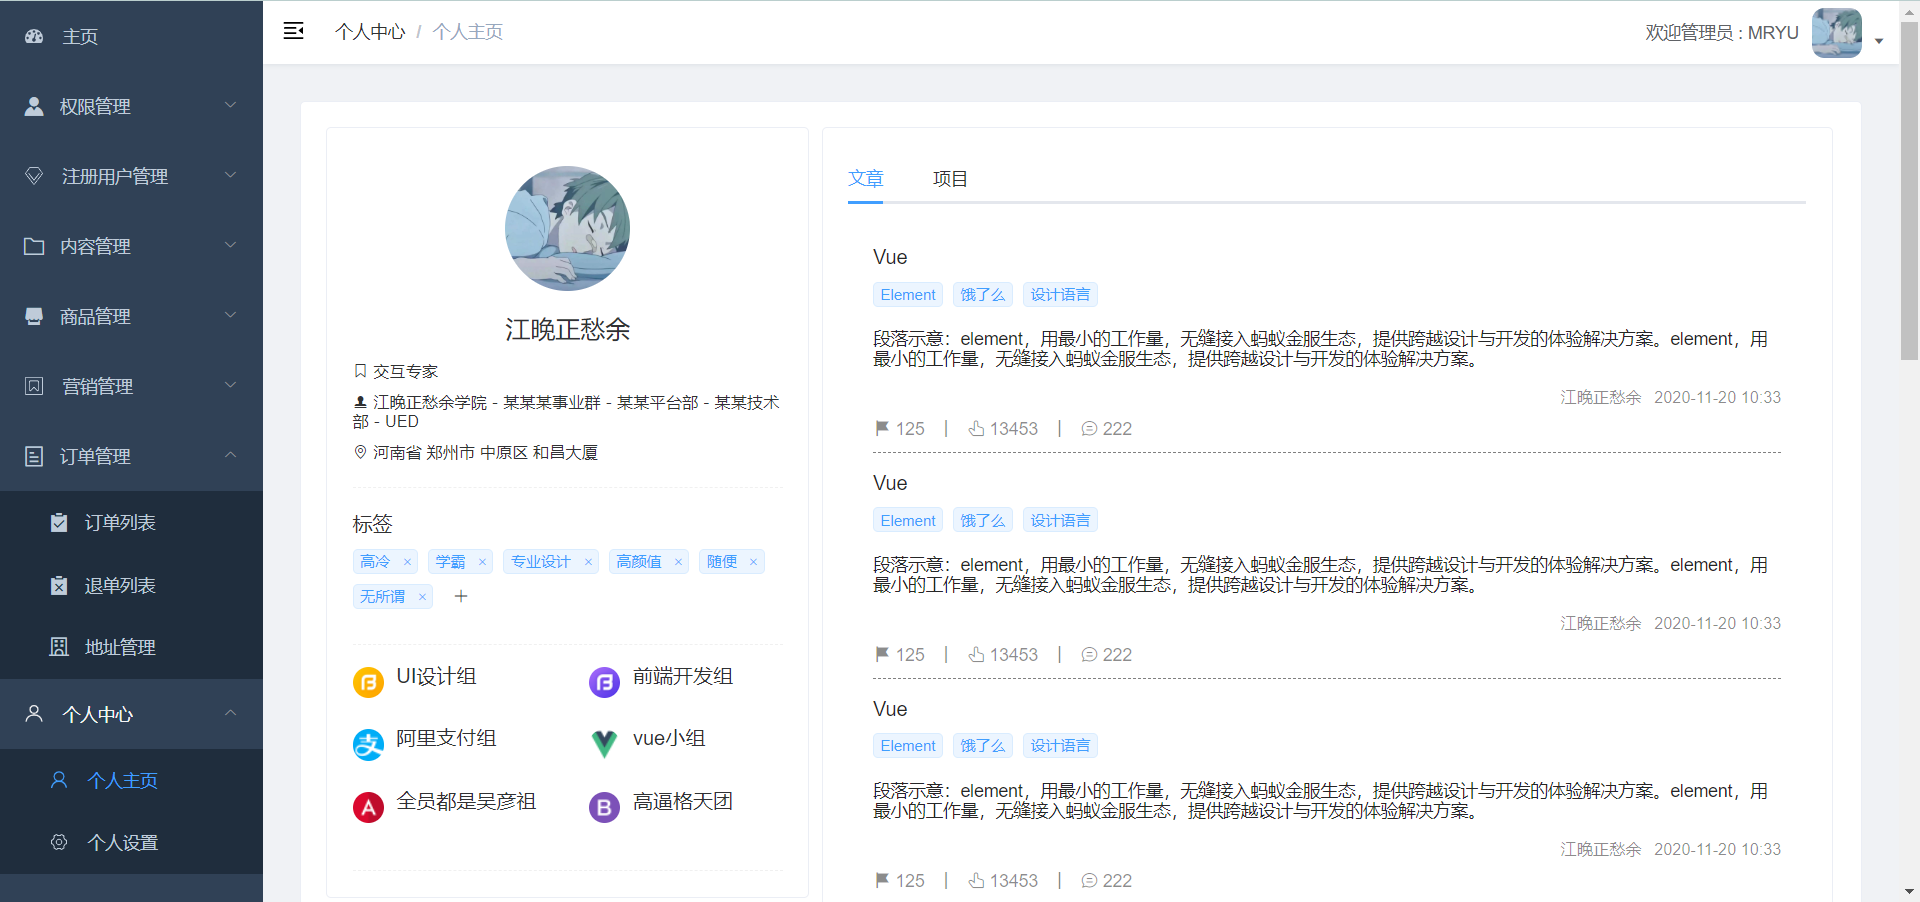 主页
权限管理
注册用户管理
内容管理
商品管理
营销管理
订单管理
订单列表
退单列表
地址管理
个人中心
个人主页
个人设置
个人中心 / 个人主页
欢迎管理员 : MRYU
江晚正愁余
交互专家
江晚正愁余学院 - 某某某事业群 - 某某平台部 - 某某技术
部 - UED
河南省 郑州市 中原区 和昌大厦
标签
高冷 × 学霸 × 专业设计 × 高颜值 × 随便 ×
无所谓 × +
UI设计组 前端开发组
阿里支付组 vue小组
全员都是吴彦祖 高逼格天团
文章 项目
Vue
Element 饿了么 设计语言
段落示意：element，用最小的工作量，无缝接入蚂蚁金服生态，提供跨越设计与开发的体验解决方案。element，用
最小的工作量，无缝接入蚂蚁金服生态，提供跨越设计与开发的体验解决方案。
江晚正愁余 2020-11-20 10:33
125 | 13453 | 222
Vue
Element 饿了么 设计语言
段落示意：element，用最小的工作量，无缝接入蚂蚁金服生态，提供跨越设计与开发的体验解决方案。element，用
最小的工作量，无缝接入蚂蚁金服生态，提供跨越设计与开发的体验解决方案。
江晚正愁余 2020-11-20 10:33
125 | 13453 | 222
Vue
Element 饿了么 设计语言
段落示意：element，用最小的工作量，无缝接入蚂蚁金服生态，提供跨越设计与开发的体验解决方案。element，用
最小的工作量，无缝接入蚂蚁金服生态，提供跨越设计与开发的体验解决方案。
江晚正愁余 2020-11-20 10:33
125 | 13453 | 222